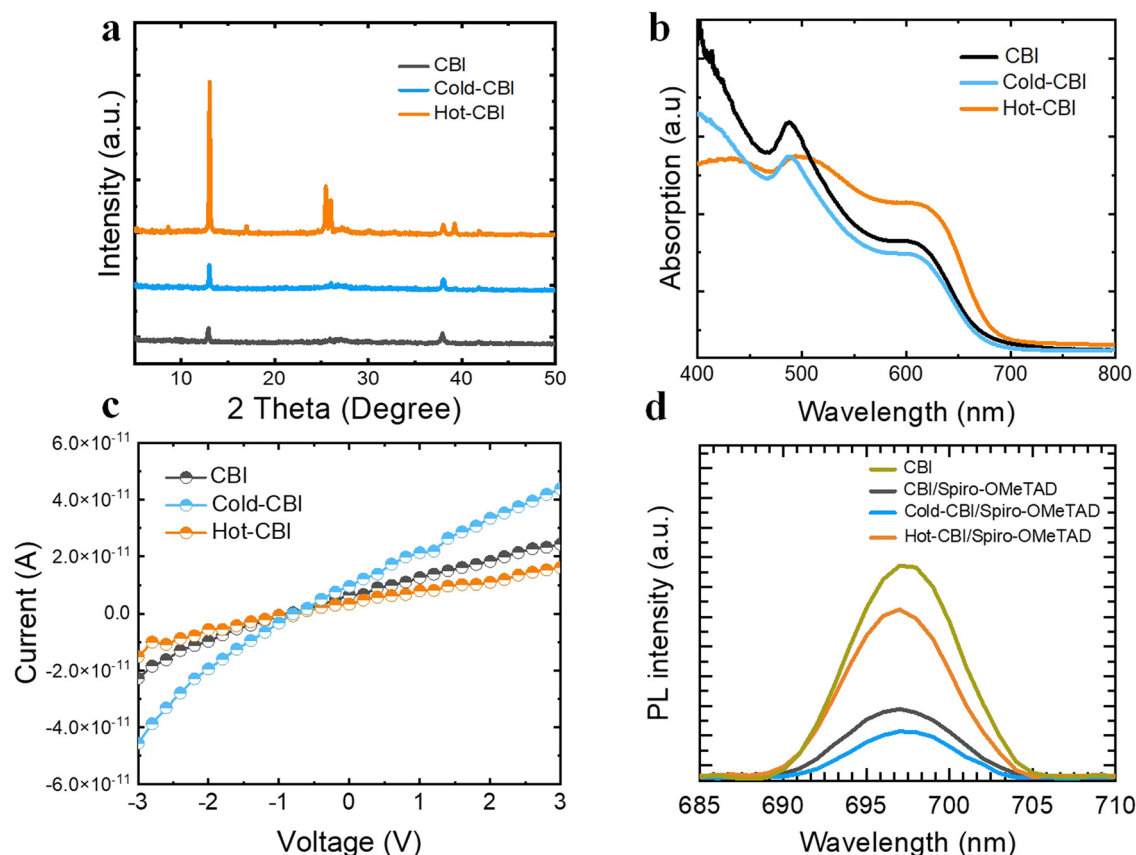 a
CBI
Cold-CBI
Hot-CBI
Intensity (a.u.)
10
20
30
40
50
2 Theta (Degree)
b
CBI
Cold-CBI
Hot-CBI
Absorption (a.u)
400
500
600
700
800
Wavelength (nm)
c
6.0×10-11
4.0×10-11
2.0×10-11
0.0
-2.0×10-11
-4.0×10-11
-6.0×10-11
CBI
Cold-CBI
Hot-CBI
Current (A)
-3
-2
-1
0
1
2
3
Voltage (V)
d
CBI
CBI/Spiro-OMeTAD
Cold-CBI/Spiro-OMeTAD
Hot-CBI/Spiro-OMeTAD
PL intensity (a.u.)
685
690
695
700
705
710
Wavelength (nm)